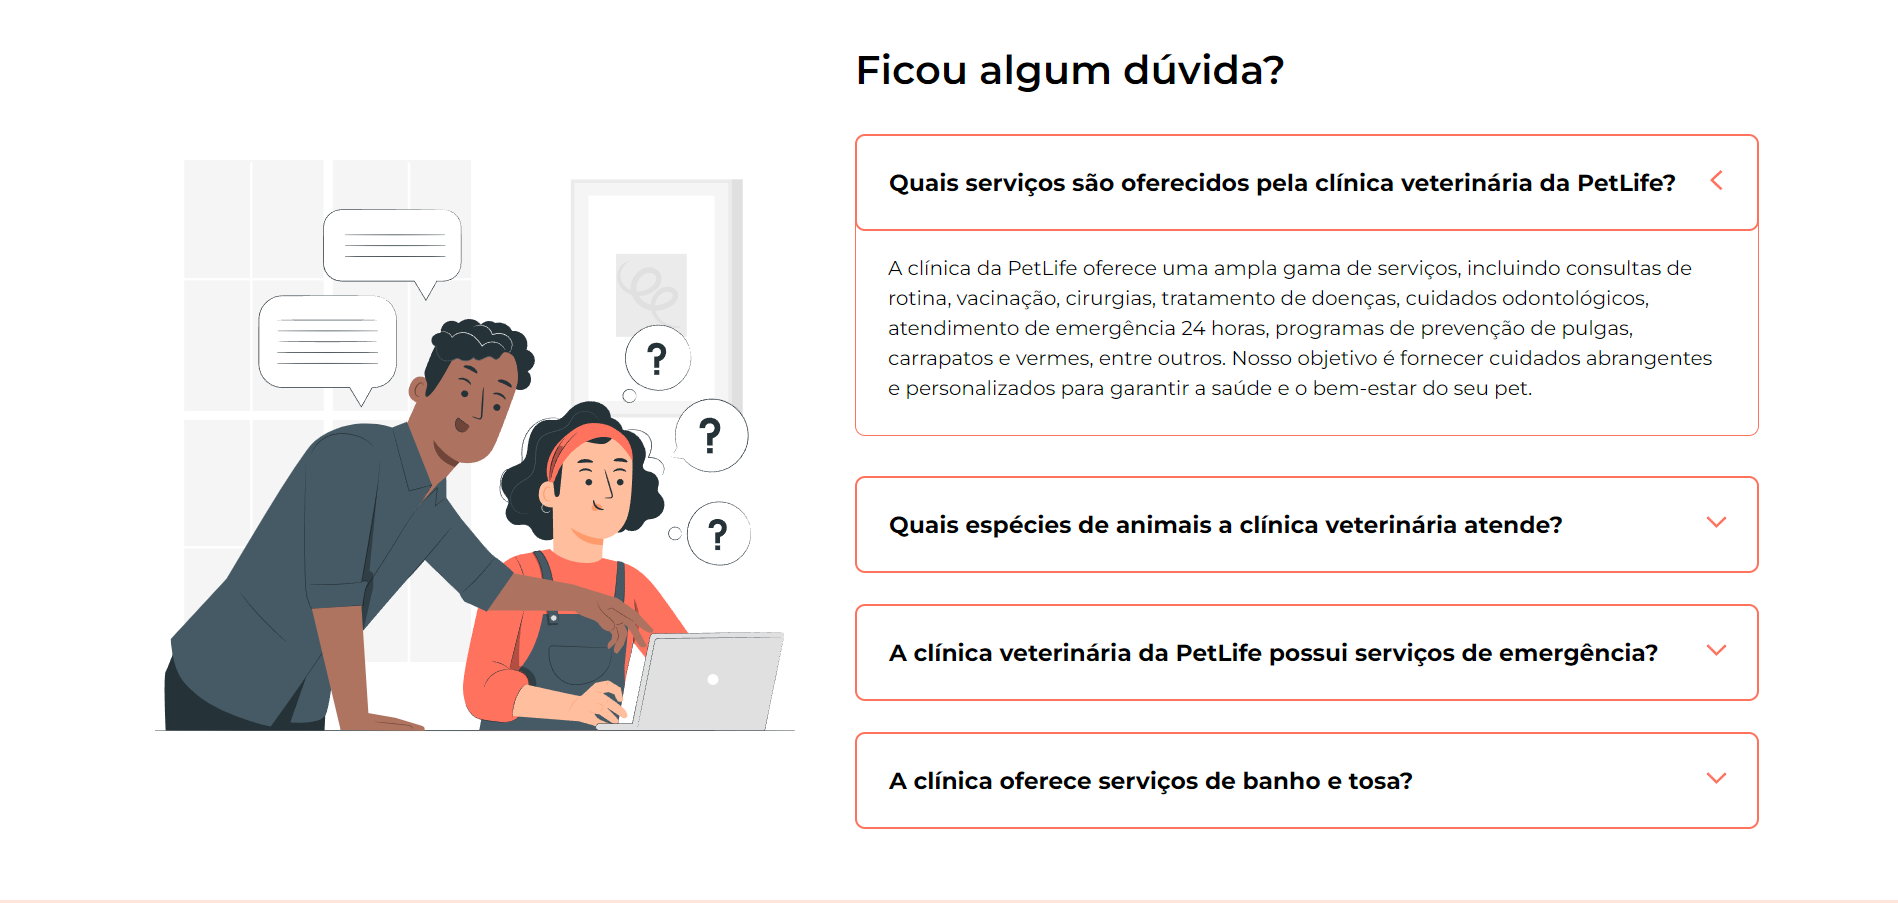 Ficou algum dúvida?
Quais serviços são oferecidos pela clínica veterinária da PetLife?
A clínica da PetLife oferece uma ampla gama de serviços, incluindo consultas de
rotina, vacinação, cirurgias, tratamento de doenças, cuidados odontológicos,
atendimento de emergência 24 horas, programas de prevenção de pulgas,
carrapatos e vermes, entre outros. Nosso objetivo é fornecer cuidados abrangentes
e personalizados para garantir a saúde e o bem-estar do seu pet.
Quais espécies de animais a clínica veterinária atende?
A clínica veterinária da PetLife possui serviços de emergência?
A clínica oferece serviços de banho e tosa?
?
?
?